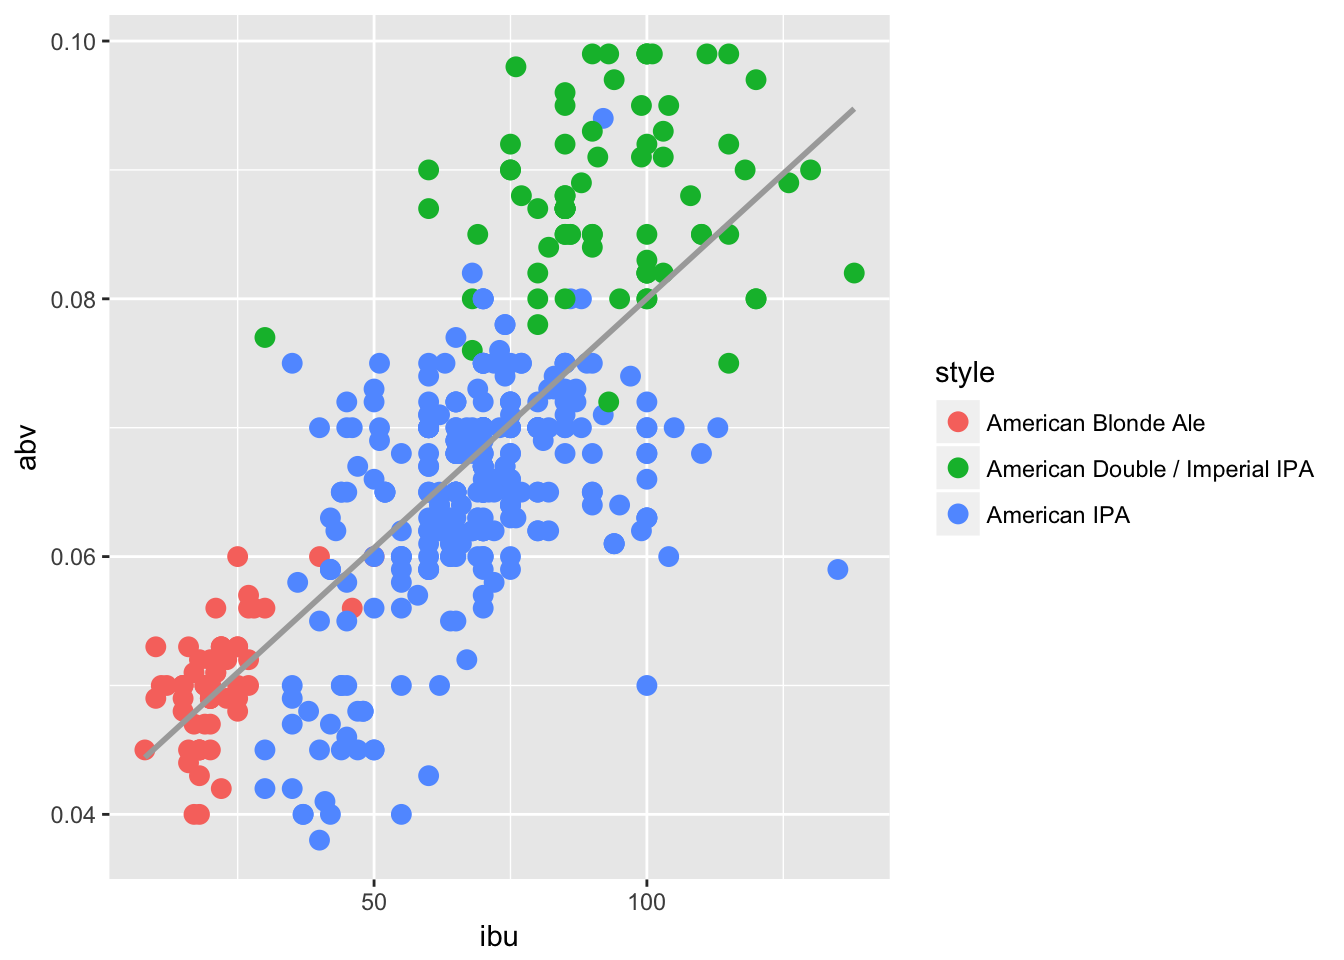 0.10
0.08
0.06
0.04
abv
50
100
ibu
style
American Blonde Ale
American Double / Imperial IPA
American IPA